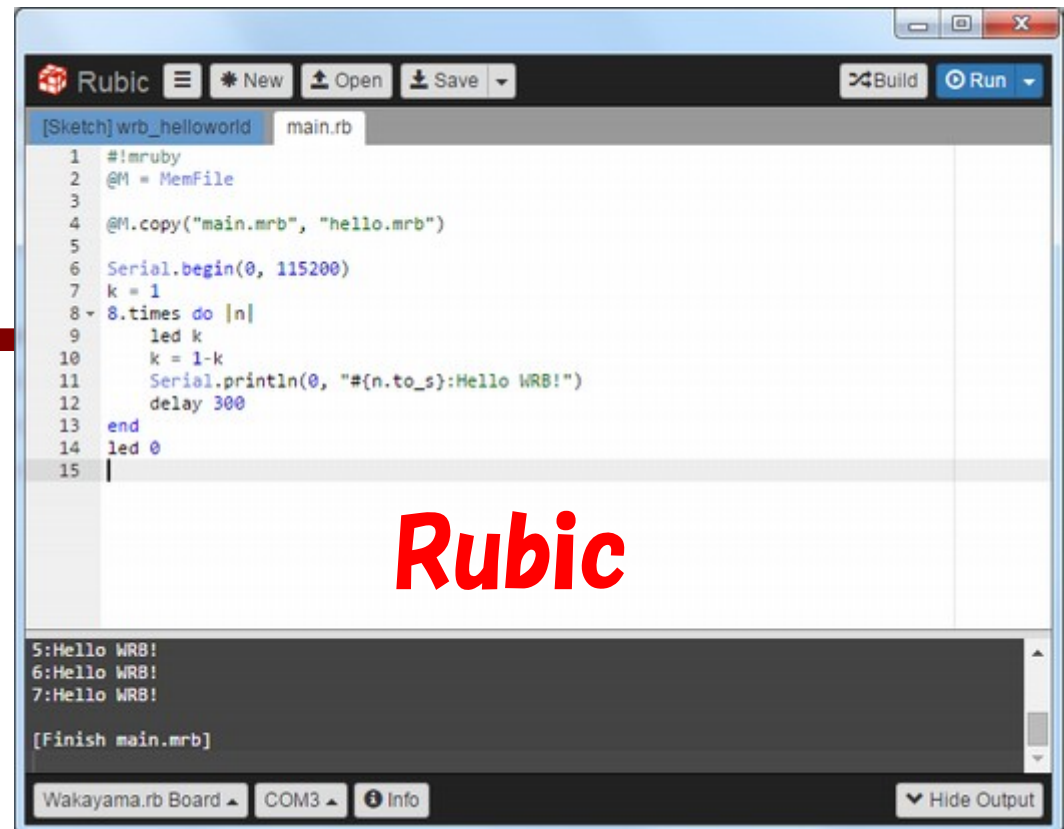 Rubic New Open Save Build Run
[Sketch] wrb_helloworld main.rb
1 #!mruby
2 @M = MemFile
3
4 @M.copy("main.mrb", "hello.mrb")
5
6 Serial.begin(0, 115200)
7 k = 1
8 8.times do |n|
9 led k
10 k = 1-k
11 Serial.println(0, "#{n.to_s}:Hello WRB!")
12 delay 300
13 end
14 led 0
15
Rubic
5:Hello WRB!
6:Hello WRB!
7:Hello WRB!
[Finish main.mrb]
Wakayama.rb Board COM3 Info Hide Output